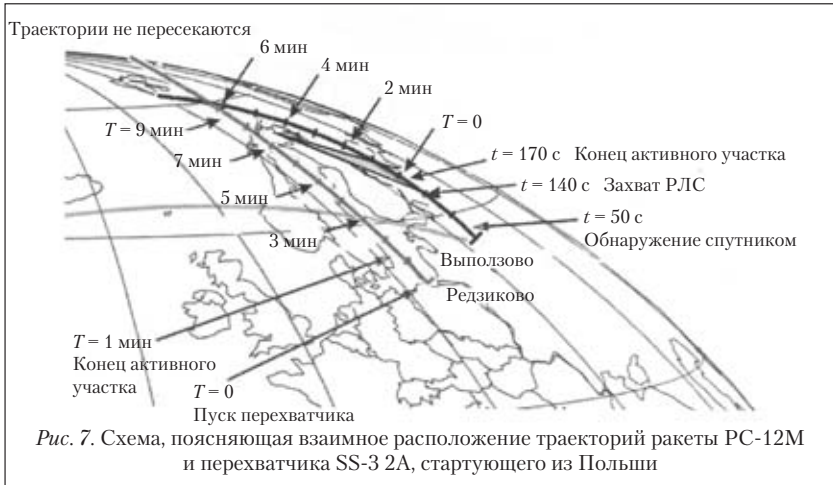 Траектории не пересекаются
6 мин
4 мин
2 мин
T = 0
T = 9 мин
t = 170 с Конец активного участка
7 мин
t = 140 с Захват РЛС
5 мин
t = 50 с
Обнаружение спутником
3 мин
Выползово
Редзиково
T = 1 мин
Конец активного
участка
T = 0
Пуск перехватчика
Рис. 7. Схема, поясняющая взаимное расположение траекторий ракеты РС-12М
и перехватчика SS-3 2А, стартующего из Польши